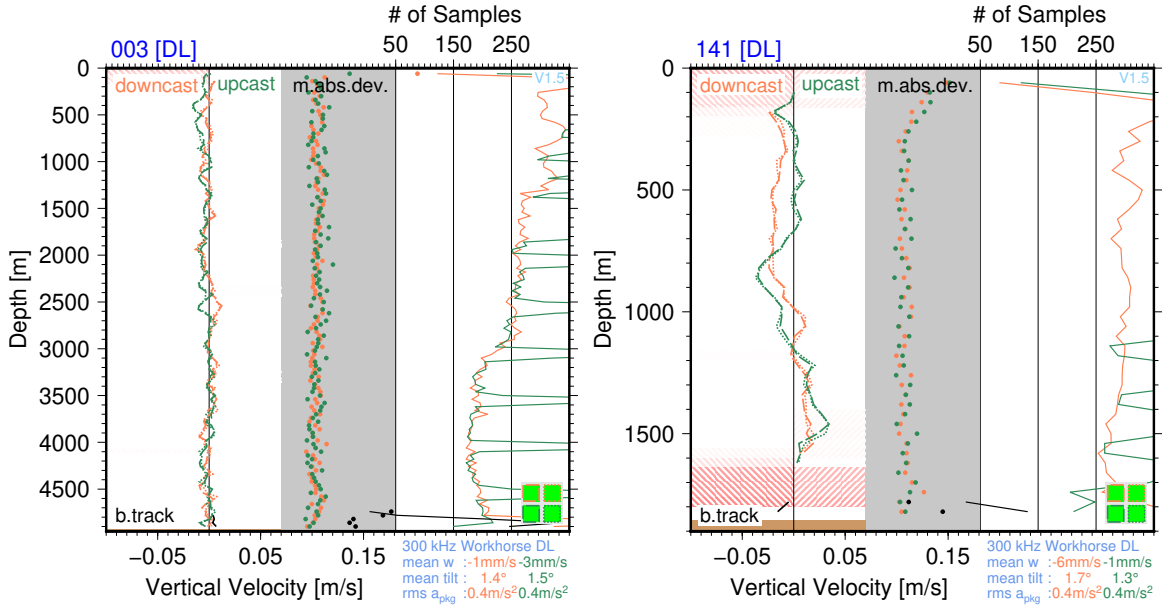 # of Samples
003 [DL]
50 150 250
0
500
1000
1500
2000
2500
3000
3500
4000
4500
Depth [m]
downcast upcast m.abs.dev. V1.5
b.track
−0.05 0.05 0.15
Vertical Velocity [m/s]
300 kHz Workhorse DL
mean w :-1mm/s -3mm/s
mean tilt : 1.4° 1.5°
rms apkg :0.4m/s² 0.4m/s²
# of Samples
141 [DL]
50 150 250
0
500
1000
1500
Depth [m]
downcast upcast m.abs.dev. V1.5
b.track
−0.05 0.05 0.15
Vertical Velocity [m/s]
300 kHz Workhorse DL
mean w :-6mm/s -1mm/s
mean tilt : 1.7° 1.3°
rms apkg :0.4m/s² 0.4m/s²